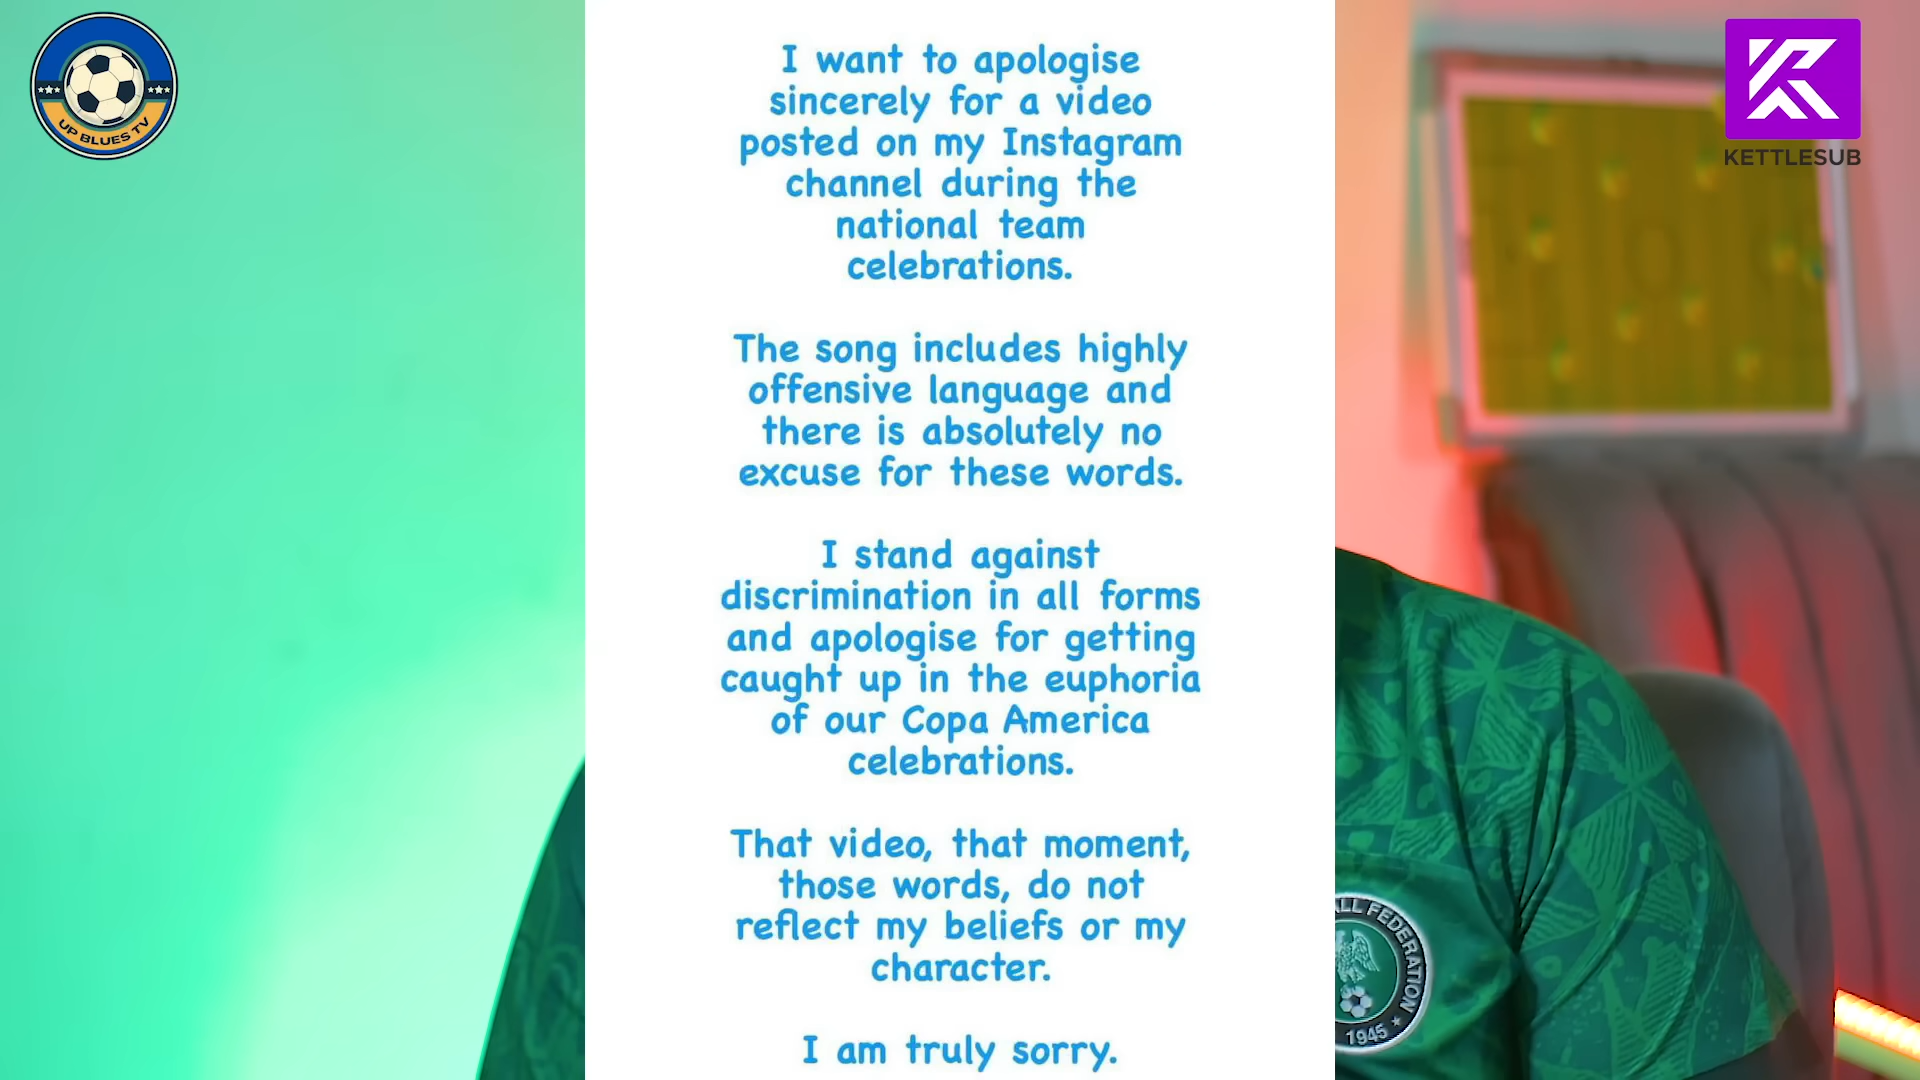 UP BLUES TV
I want to apologise
sincerely for a video
posted on my Instagram
channel during the
national team
celebrations.
The song includes highly
offensive language and
there is absolutely no
excuse for these words.
I stand against
discrimination in all forms
and apologise for getting
caught up in the euphoria
of our Copa America
celebrations.
That video, that moment,
those words, do not
reflect my beliefs or my
character.
I am truly sorry.
KETTLESUB
FEDERATION
1945